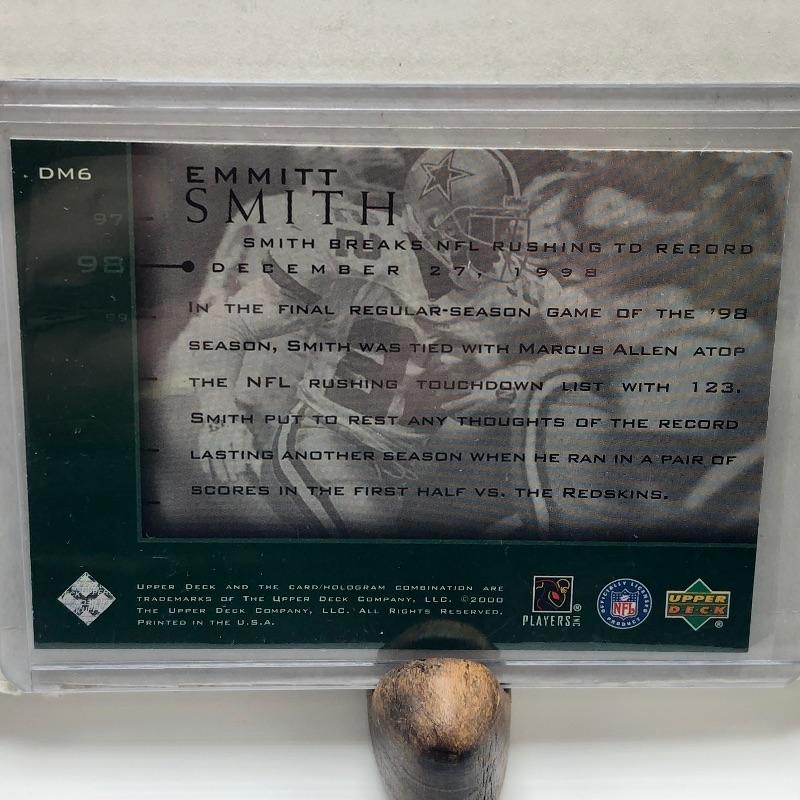 DM6
EMMITT
SMITH
97
SMITH BREAKS NFL RUSHING TD RECORD
98
DECEMBER 27, 1998
99
IN THE FINAL REGULAR-SEASON GAME OF THE '98
SEASON, SMITH WAS TIED WITH MARCUS ALLEN ATOP
THE NFL RUSHING TOUCHDOWN LIST WITH 123.
SMITH PUT TO REST ANY THOUGHTS OF THE RECORD
LASTING ANOTHER SEASON WHEN HE RAN IN A PAIR OF
SCORES IN THE FIRST HALF VS. THE REDSKINS.
UPPER DECK AND THE CARD/HOLOGRAM COMBINATION ARE
TRADEMARKS OF THE UPPER DECK COMPANY, LLC. ©2000
THE UPPER DECK COMPANY, LLC. ALL RIGHTS RESERVED.
PRINTED IN THE U.S.A.
PLAYERS INC ®
OFFICIALLY LICENSED PRODUCT
NFL
UPPER
DECK ®